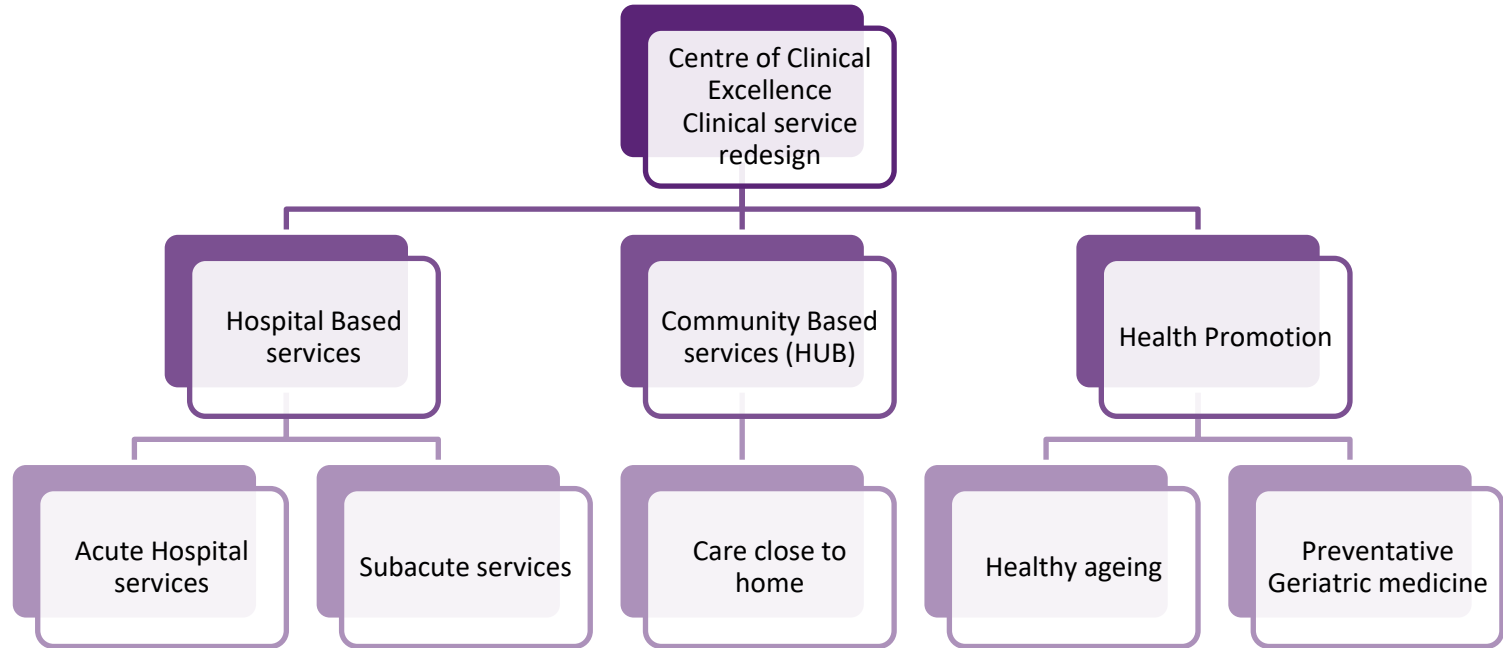 Centre of Clinical
Excellence
Clinical service
redesign
Hospital Based
services
Community Based
services (HUB)
Health Promotion
Acute Hospital
services
Subacute services
Care close to
home
Healthy ageing
Preventative
Geriatric medicine